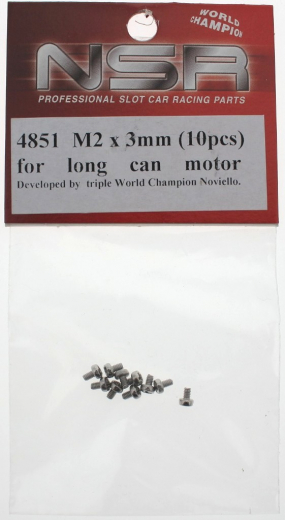 WORLD
CHAMPION
NSR
PROFESSIONAL SLOT CAR RACING PARTS
4851 M2 x 3mm (10pcs)
for long can motor
Developed by triple World Champion Noviello.